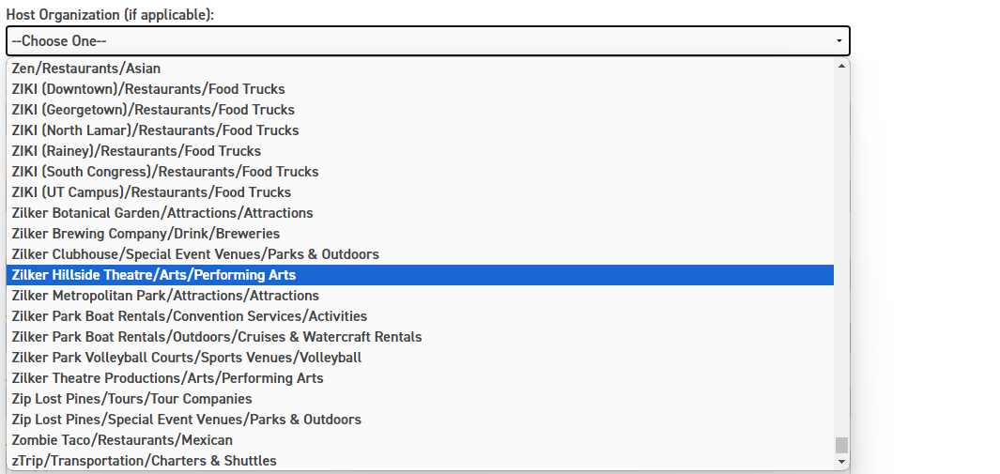 Host Organization (if applicable):
--Choose One--
Zen/Restaurants/Asian
ZIKI (Downtown)/Restaurants/Food Trucks
ZIKI (Georgetown)/Restaurants/Food Trucks
ZIKI (North Lamar)/Restaurants/Food Trucks
ZIKI (Rainey)/Restaurants/Food Trucks
ZIKI (South Congress)/Restaurants/Food Trucks
ZIKI (UT Campus)/Restaurants/Food Trucks
Zilker Botanical Garden/Attractions/Attractions
Zilker Brewing Company/Drink/Breweries
Zilker Clubhouse/Special Event Venues/Parks & Outdoors
Zilker Hillside Theatre/Arts/Performing Arts
Zilker Metropolitan Park/Attractions/Attractions
Zilker Park Boat Rentals/Convention Services/Activities
Zilker Park Boat Rentals/Outdoors/Cruises & Watercraft Rentals
Zilker Park Volleyball Courts/Sports Venues/Volleyball
Zilker Theatre Productions/Arts/Performing Arts
Zip Lost Pines/Tours/Tour Companies
Zip Lost Pines/Special Event Venues/Parks & Outdoors
Zombie Taco/Restaurants/Mexican
zTrip/Transportation/Charters & Shuttles